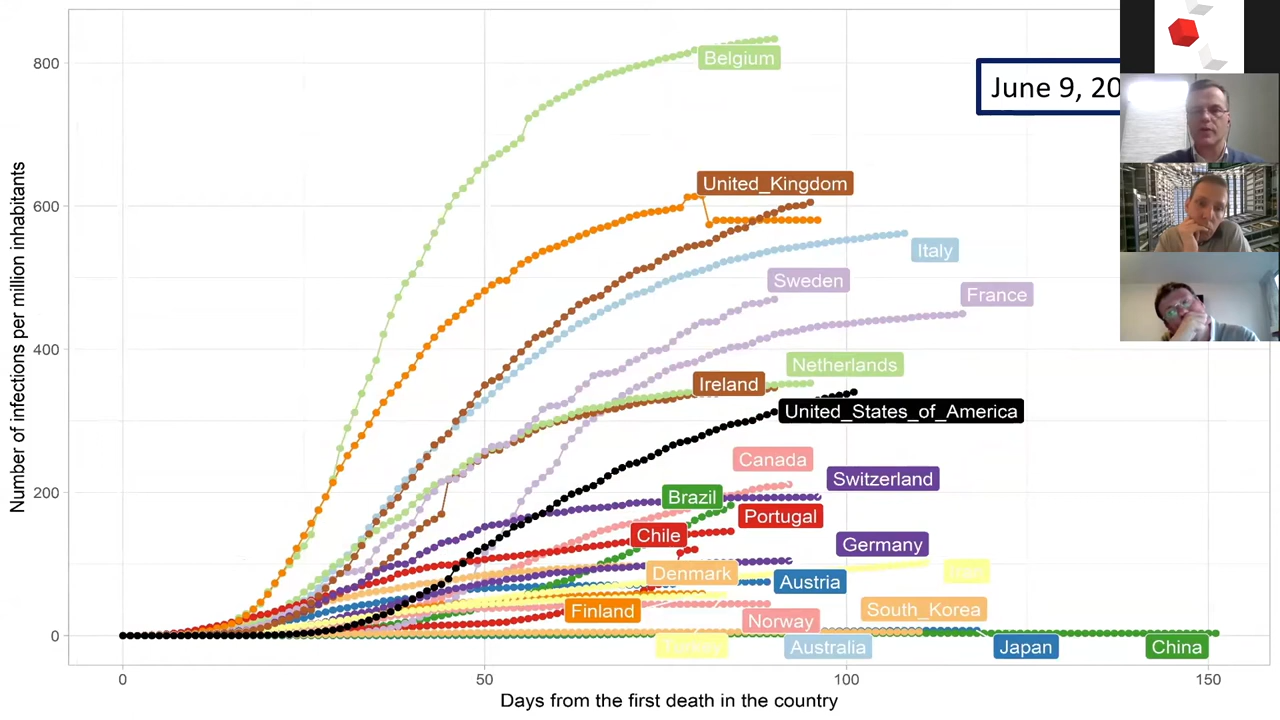 800
Belgium
June 9, 20
United_Kingdom
600
Italy
Sweden
France
400
Netherlands
Ireland
United_States_of_America
Canada
Switzerland
200
Brazil
Portugal
Chile
Germany
Denmark
Iran
Austria
Finland
South_Korea
Norway
0
Turkey
Australia
Japan
China
0
50
100
150
Days from the first death in the country
Number of infections per million inhabitants